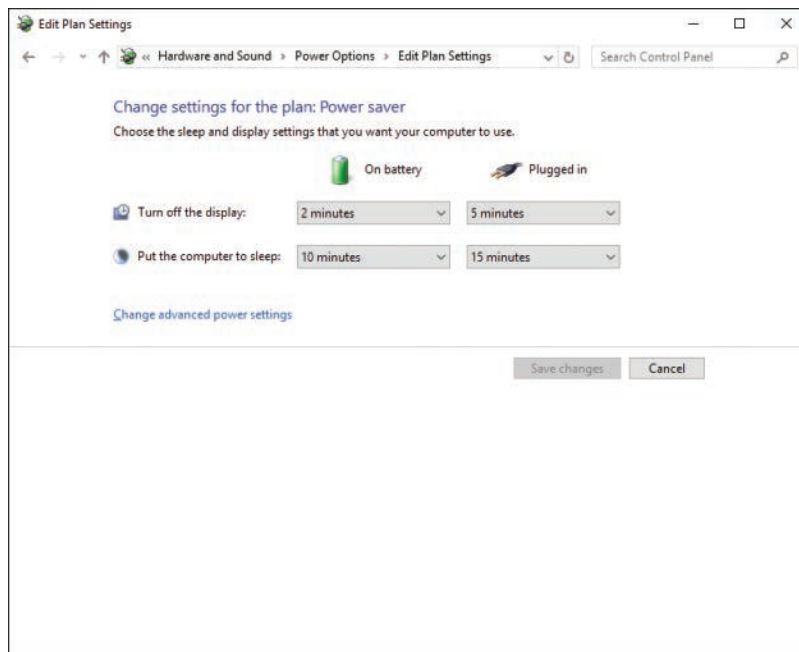 Edit Plan Settings
« Hardware and Sound > Power Options > Edit Plan Settings
Search Control Panel
Change settings for the plan: Power saver
Choose the sleep and display settings that you want your computer to use.
On battery Plugged in
Turn off the display: 2 minutes 5 minutes
Put the computer to sleep: 10 minutes 15 minutes
Change advanced power settings
Save changes Cancel